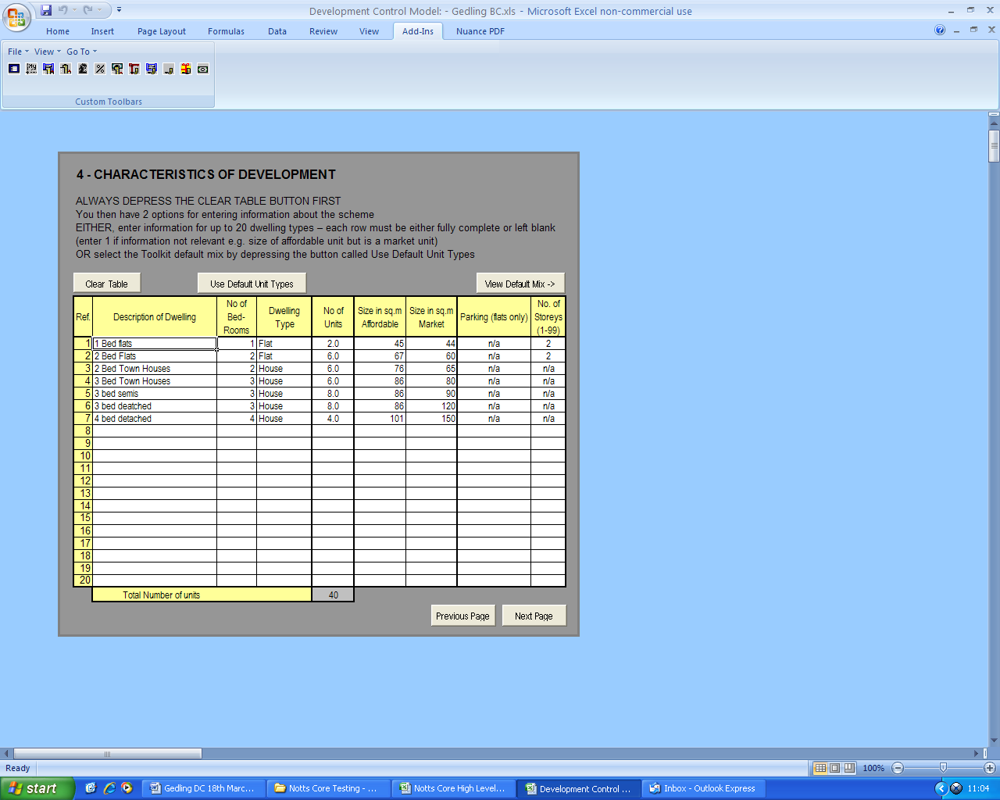 Development Control Model: - Gedling BC.xls - Microsoft Excel non-commercial use
Home Insert Page Layout Formulas Data Review View Add-Ins Nuance PDF
File View Go To
Custom Toolbars
4 - CHARACTERISTICS OF DEVELOPMENT
ALWAYS DEPRESS THE CLEAR TABLE BUTTON FIRST
You then have 2 options for entering information about the scheme
EITHER, enter information for up to 20 dwelling types – each row must be either fully complete or left blank
(enter 1 if information not relevant e.g. size of affordable unit but is a market unit)
OR select the Toolkit default mix by depressing the button called Use Default Unit Types
Clear Table Use Default Unit Types View Default Mix ->
Ref. Description of Dwelling No of Bed-Rooms Dwelling Type No of Units Size in sq.m Affordable Size in sq.m Market Parking (flats only) No. of Storeys (1-99)
1 1 Bed flats 1 Flat 2.0 45 44 n/a 2
2 2 Bed Flats 2 Flat 6.0 67 60 n/a 2
3 2 Bed Town Houses 2 House 6.0 76 65 n/a n/a
4 3 Bed Town Houses 3 House 6.0 86 80 n/a n/a
5 3 bed semis 3 House 8.0 86 90 n/a n/a
6 3 bed deatched 3 House 8.0 86 120 n/a n/a
7 4 bed detached 4 House 4.0 101 150 n/a n/a
8
9
10
11
12
13
14
15
16
17
18
19
20
Total Number of units 40
Previous Page Next Page
Ready 100%
start Gedling DC 18th Marc... Notts Core Testing - ... Notts Core High Level... Development Control ... Inbox - Outlook Express 11:04